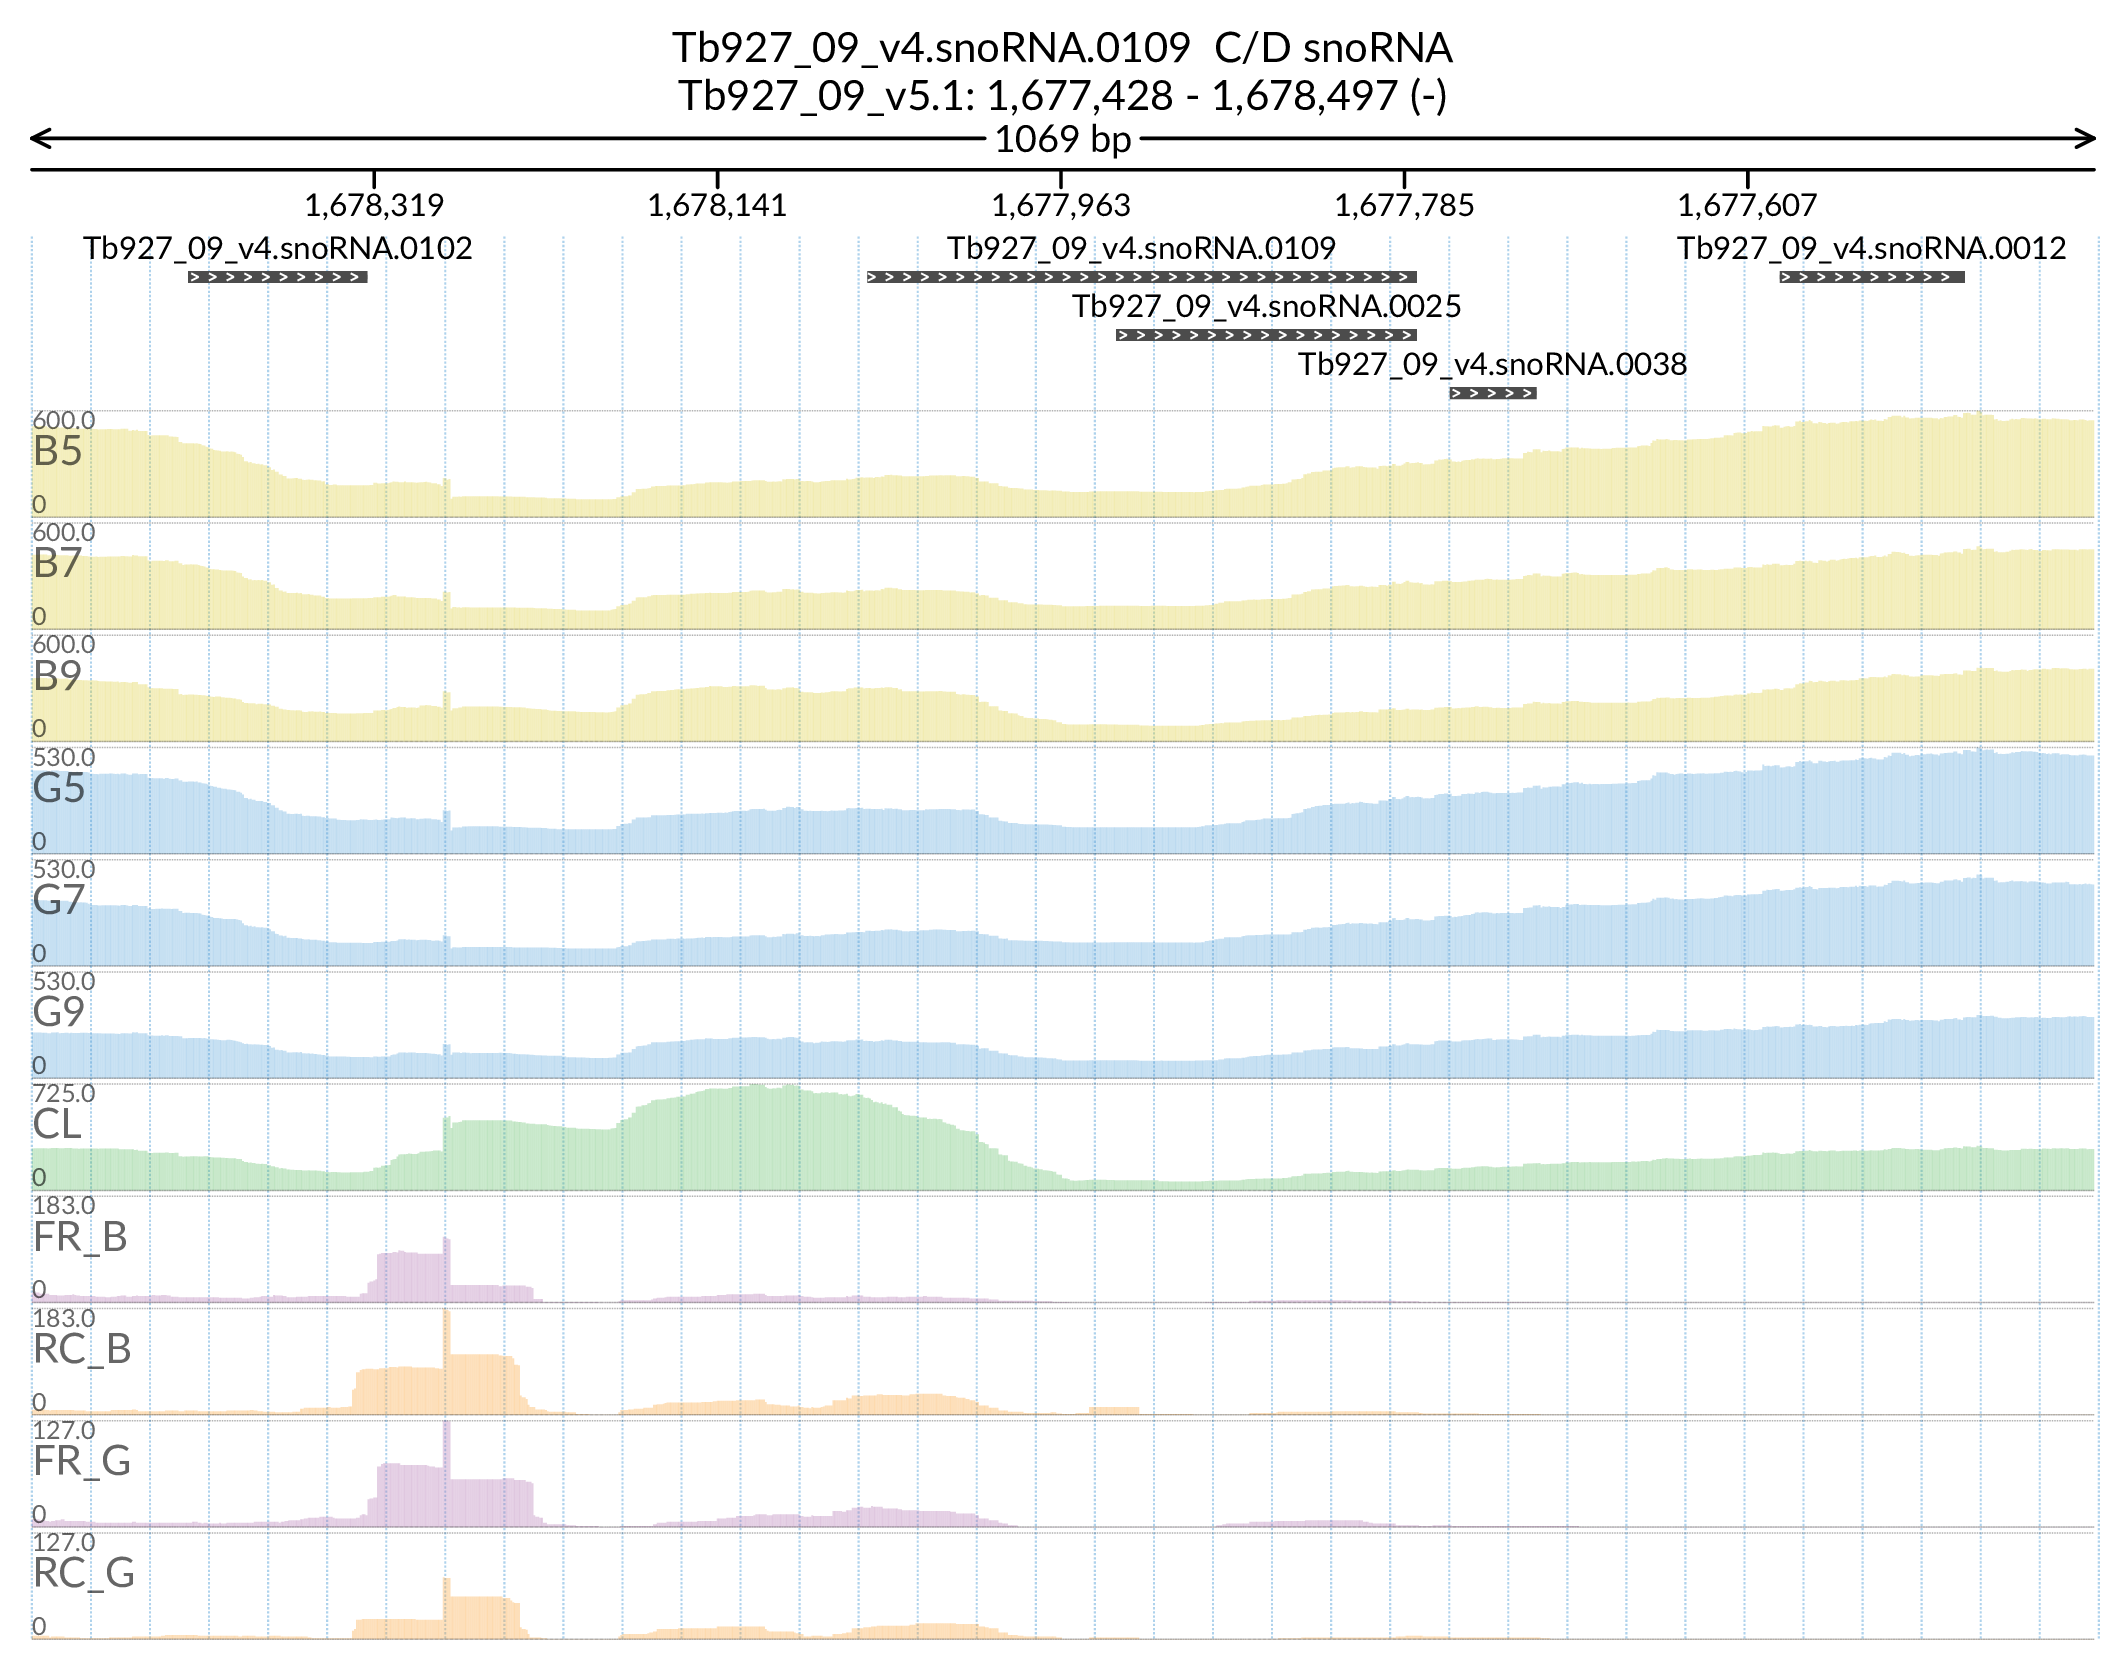 Tb927_09_v4.snoRNA.0109  C/D snoRNA
Tb927_09_v5.1: 1,677,428 - 1,678,497 (-)
1069 bp
1,678,319 1,678,141 1,677,963 1,677,785 1,677,607
Tb927_09_v4.snoRNA.0102 Tb927_09_v4.snoRNA.0109 Tb927_09_v4.snoRNA.0012
Tb927_09_v4.snoRNA.0025
Tb927_09_v4.snoRNA.0038
600.0
B5
0
600.0
B7
0
600.0
B9
0
530.0
G5
0
530.0
G7
0
530.0
G9
0
725.0
CL
0
183.0
FR_B
0
183.0
RC_B
0
127.0
FR_G
0
127.0
RC_G
0